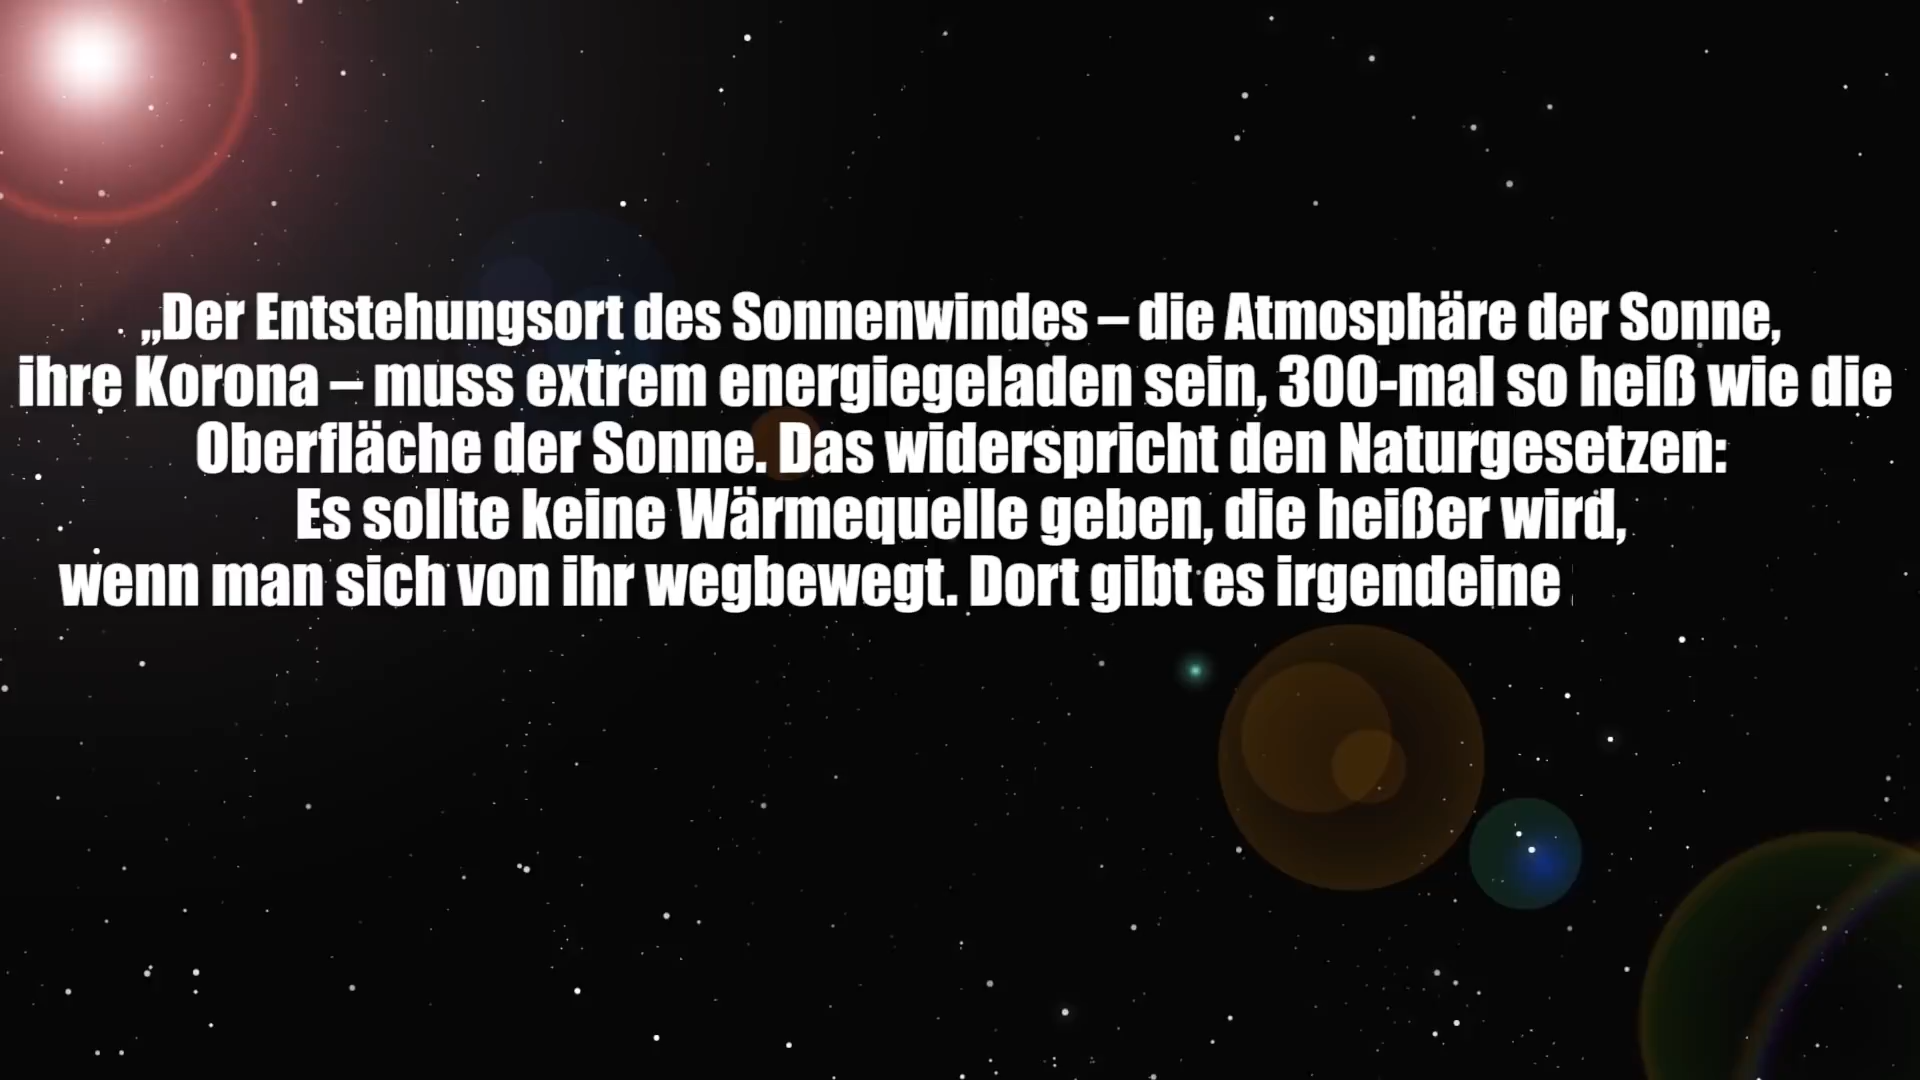 „Der Entstehungsort des Sonnenwindes – die Atmosphäre der Sonne,
ihre Korona – muss extrem energiegeladen sein, 300-mal so heiß wie die
Oberfläche der Sonne. Das widerspricht den Naturgesetzen:
Es sollte keine Wärmequelle geben, die heißer wird,
wenn man sich von ihr wegbewegt. Dort gibt es irgendeine